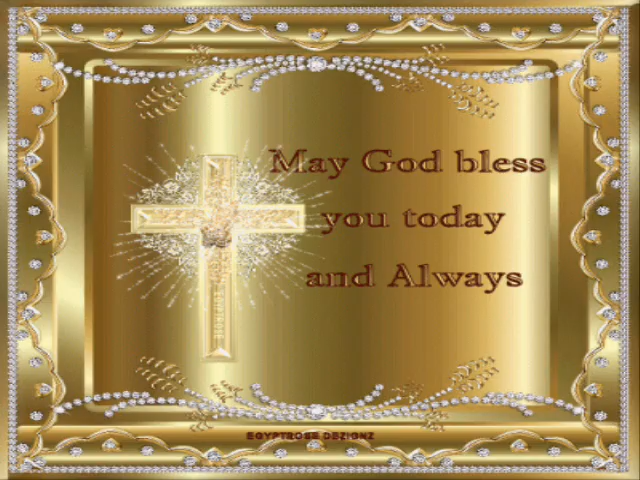 May God bless
you today
and Always
EGYPTROSE DEZIGNZ